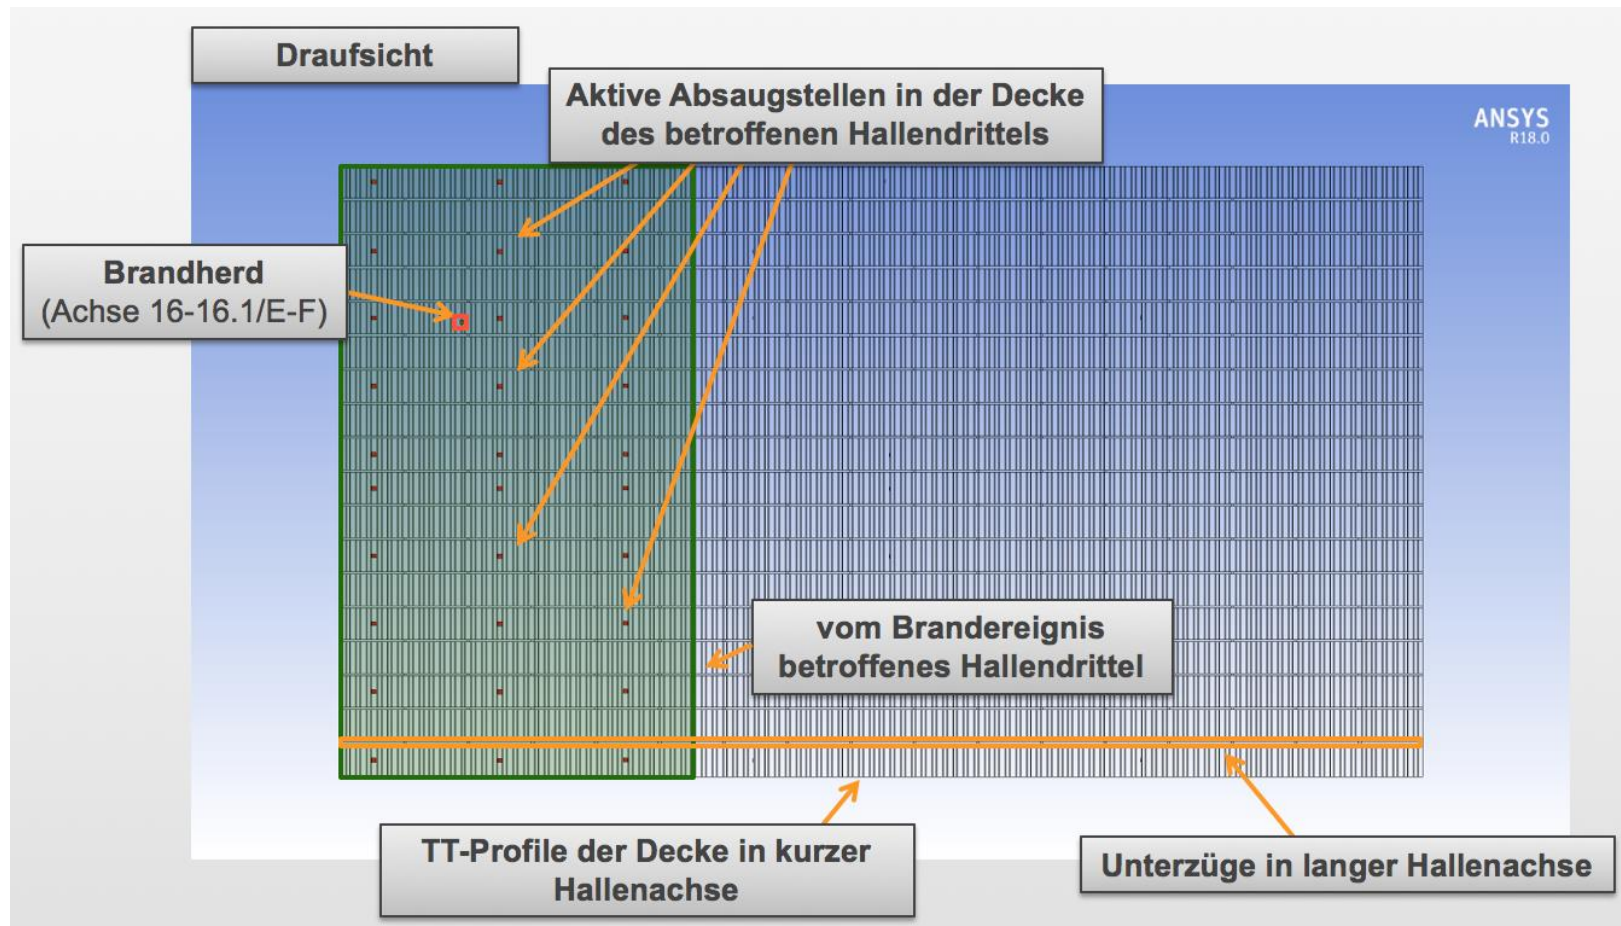 Draufsicht
Aktive Absaugstellen in der Decke
des betroffenen Hallendrittels
ANSYS
R18.0
Brandherd
(Achse 16-16.1/E-F)
vom Brandereignis
betroffenes Hallendrittel
TT-Profile der Decke in kurzer
Hallenachse
Unterzüge in langer Hallenachse